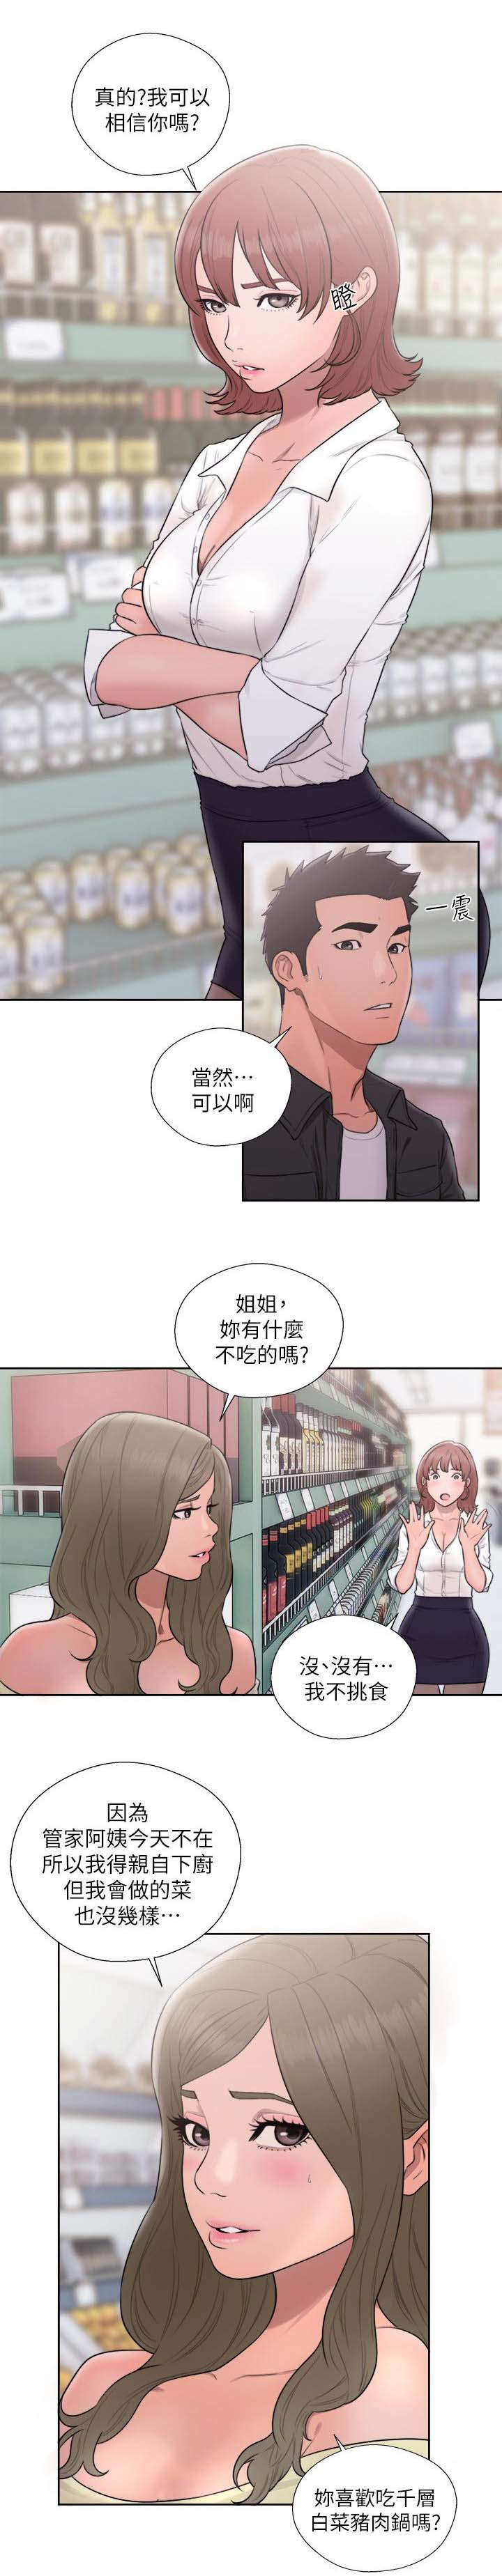 真的?我可以
相信你嗎?
瞪
一震
當然…
可以啊
姐姐,
妳有什麼
不吃的嗎?
沒、沒有…
我不挑食
因為
管家阿姨今天不在
所以我得親自下廚
但我會做的菜
也沒幾樣…
妳喜歡吃千層
白菜豬肉鍋嗎?